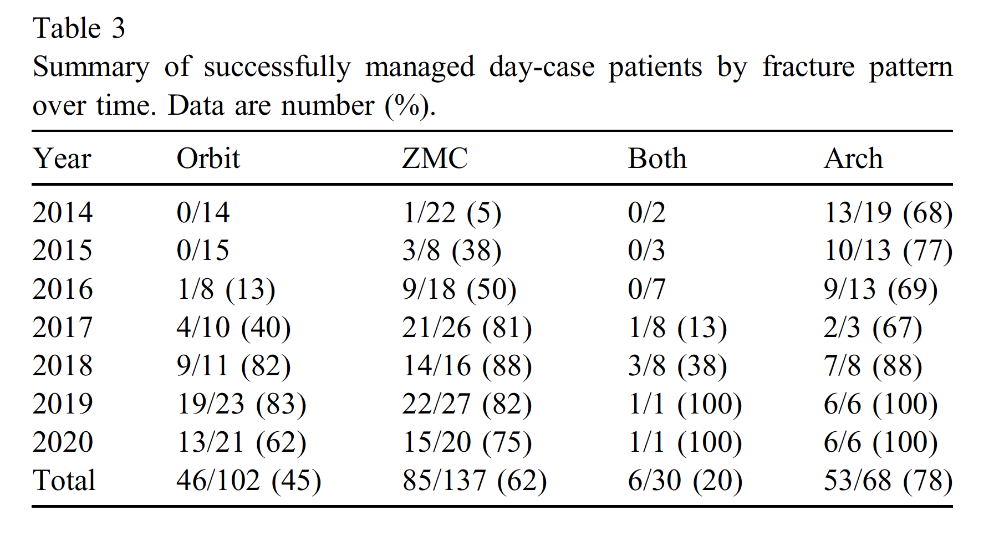 Table 3
Summary of successfully managed day-case patients by fracture pattern
over time. Data are number (%).
Year Orbit ZMC Both Arch
2014 0/14 1/22 (5) 0/2 13/19 (68)
2015 0/15 3/8 (38) 0/3 10/13 (77)
2016 1/8 (13) 9/18 (50) 0/7 9/13 (69)
2017 4/10 (40) 21/26 (81) 1/8 (13) 2/3 (67)
2018 9/11 (82) 14/16 (88) 3/8 (38) 7/8 (88)
2019 19/23 (83) 22/27 (82) 1/1 (100) 6/6 (100)
2020 13/21 (62) 15/20 (75) 1/1 (100) 6/6 (100)
Total 46/102 (45) 85/137 (62) 6/30 (20) 53/68 (78)